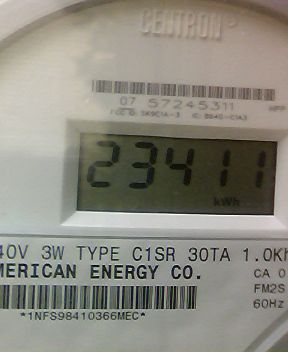 CENTRON
07 57245311
23411
kWh
40V 3W TYPE C1SR 30TA 1.0Kh
MERICAN ENERGY CO.
CA 0
FM2S
60Hz
*1NFS98410366MEC*